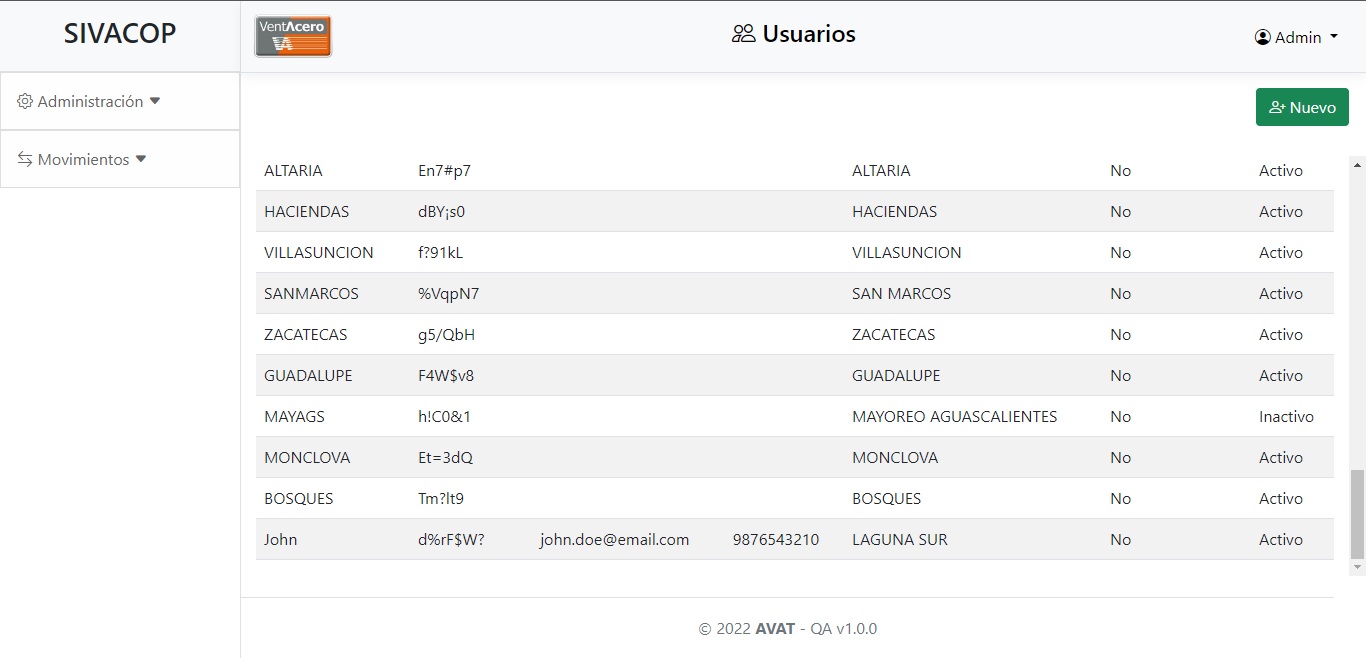 SIVACOP
VentAcero
VA
Usuarios
Admin
Administración
Movimientos
Nuevo
ALTARIA En7#p7 ALTARIA No Activo
HACIENDAS dBY¡s0 HACIENDAS No Activo
VILLASUNCION f?91kL VILLASUNCION No Activo
SANMARCOS %VqpN7 SAN MARCOS No Activo
ZACATECAS g5/QbH ZACATECAS No Activo
GUADALUPE F4W$v8 GUADALUPE No Activo
MAYAGS h!C0&1 MAYOREO AGUASCALIENTES No Inactivo
MONCLOVA Et=3dQ MONCLOVA No Activo
BOSQUES Tm?lt9 BOSQUES No Activo
John d%rF$W? john.doe@email.com 9876543210 LAGUNA SUR No Activo
© 2022 AVAT - QA v1.0.0